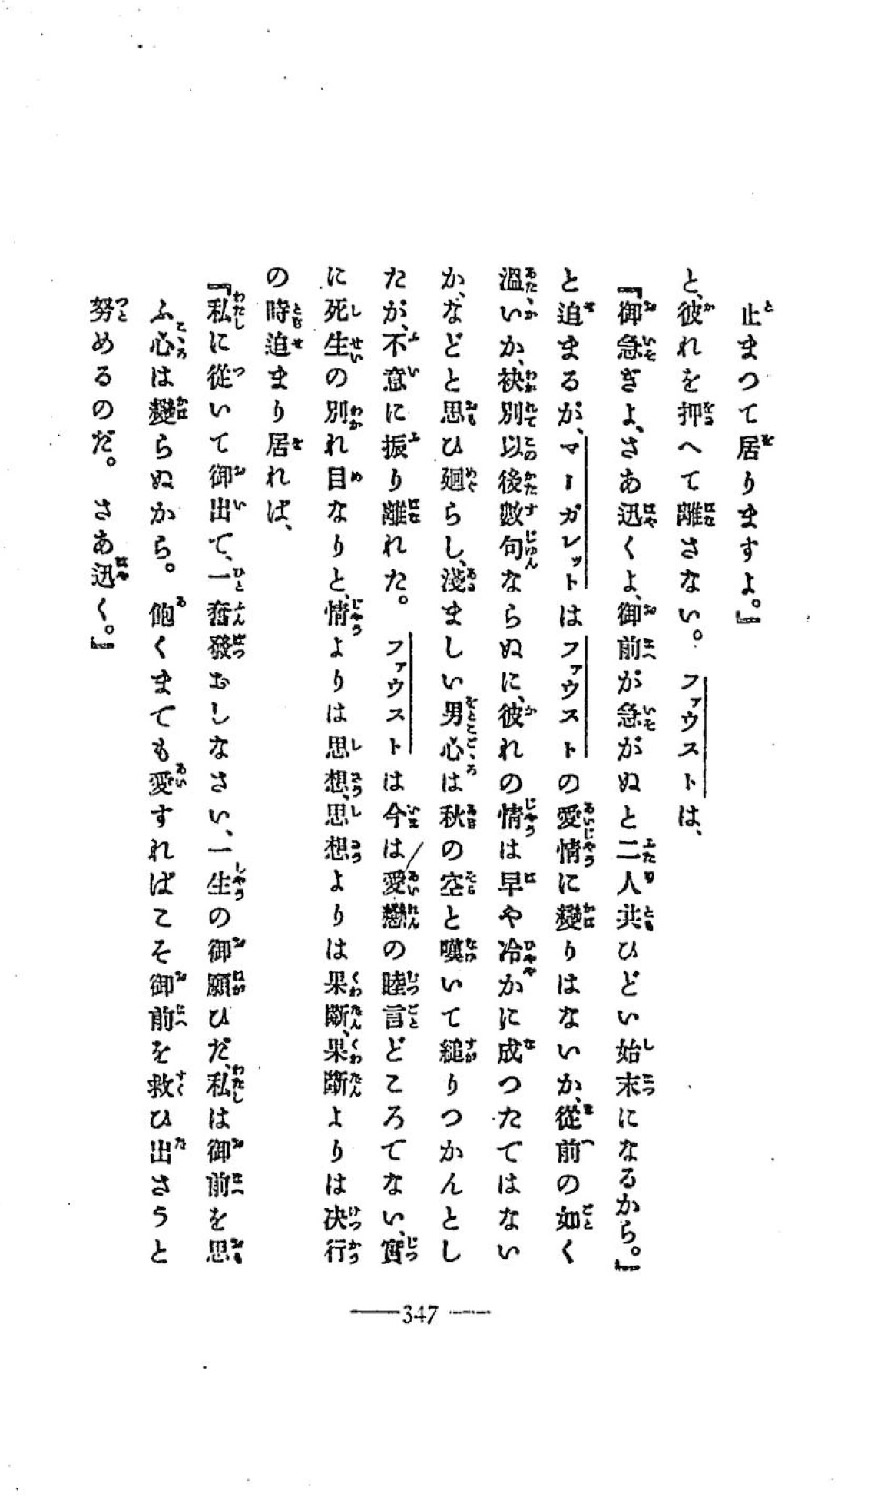 止まつて居りますよ。』
と、彼れを押へて離さない。ファウストは、
『御急ぎよ、さあ迅くよ、御前が急がぬと二人共ひどい始末になるから。』
と迫まるが、マーガレットはファウストの愛情に變りはないか、從前の如く
溫いか、袂別以後數旬ならぬに、彼れの情は早や冷かに成つたではない
か、などと思ひ廻らし、淺ましい男心は秋の空と嘆いて縋りつかんとし
たが、不意に振り離れた。ファウストは今は愛戀の睦言どころでない、實
に死生の別れ目なりと、情よりは思想、思想よりは果斷、果斷よりは決行
の時迫まり居れば、
『私に從いて御出で、一奮發おしなさい、一生の御願ひだ、私は御前を思
ふ心は變らぬから。飽くまでも愛すればこそ御前を救ひ出さうと
努めるのだ。さあ迅く。』
―347―